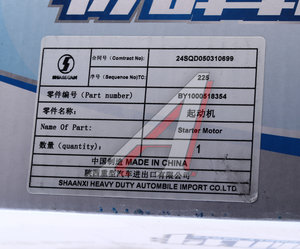 SHACMAN
合同号 (Contract No): 24SQD050310699
序号 (Sequence No)TC: 225
零件编号 (Part number) BY1000518354
零件名称: 起动机
Name of Part: Starter Motor
数量 (quantity): 1
中国制造 MADE IN CHINA
陕西重型汽车进出口有限公司
SHAANXI HEAVY DUTY AUTOMBILE IMPORT CO.LTD